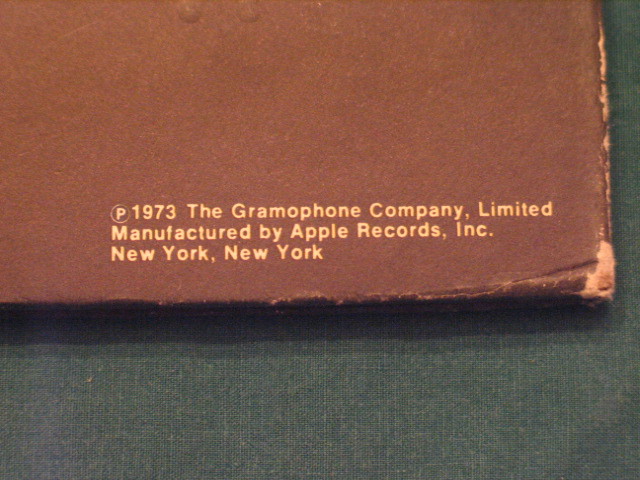 ℗1973 The Gramophone Company, Limited
Manufactured by Apple Records, Inc.
New York, New York